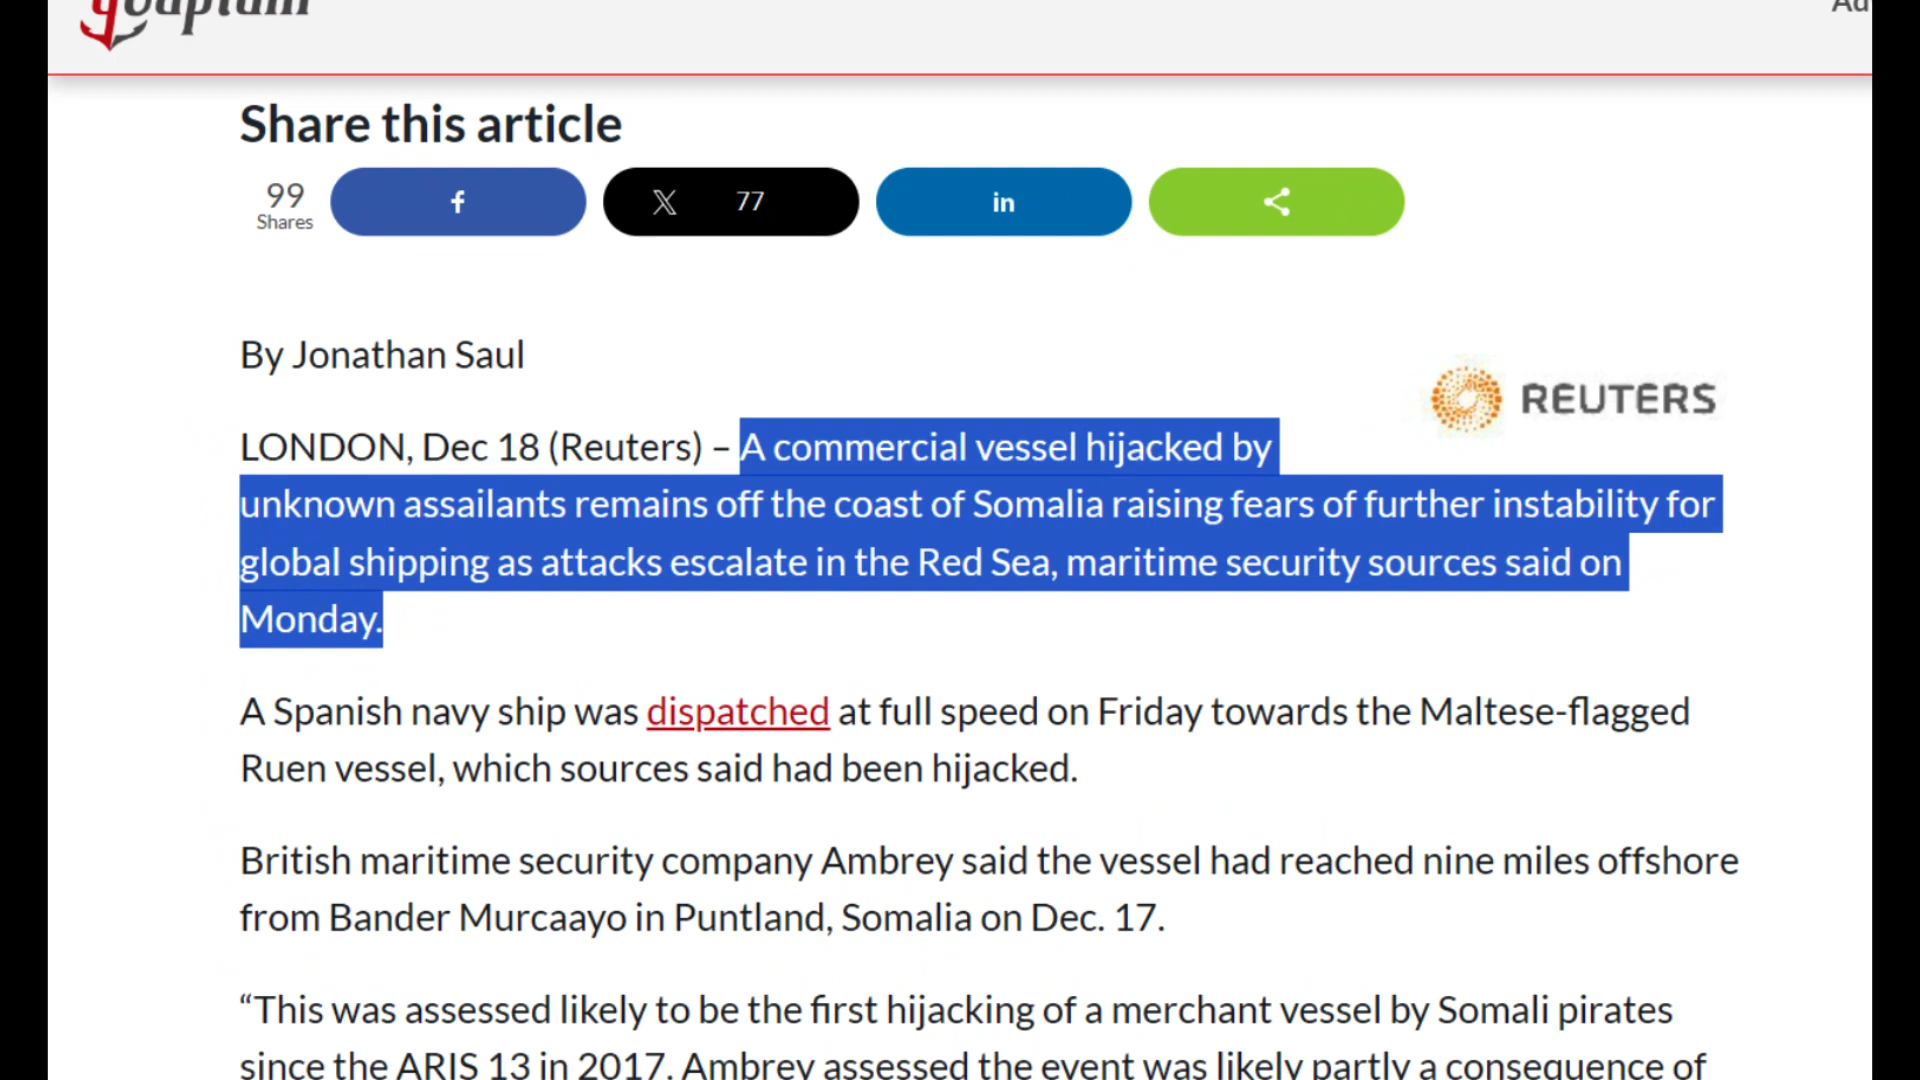 Ad
Share this article
99
Shares
77
By Jonathan Saul
REUTERS
LONDON, Dec 18 (Reuters) – A commercial vessel hijacked by
unknown assailants remains off the coast of Somalia raising fears of further instability for
global shipping as attacks escalate in the Red Sea, maritime security sources said on
Monday.
A Spanish navy ship was dispatched at full speed on Friday towards the Maltese-flagged
Ruen vessel, which sources said had been hijacked.
British maritime security company Ambrey said the vessel had reached nine miles offshore
from Bander Murcaayo in Puntland, Somalia on Dec. 17.
“This was assessed likely to be the first hijacking of a merchant vessel by Somali pirates
since the ARIS 13 in 2017. Ambrey assessed the event was likely partly a consequence of